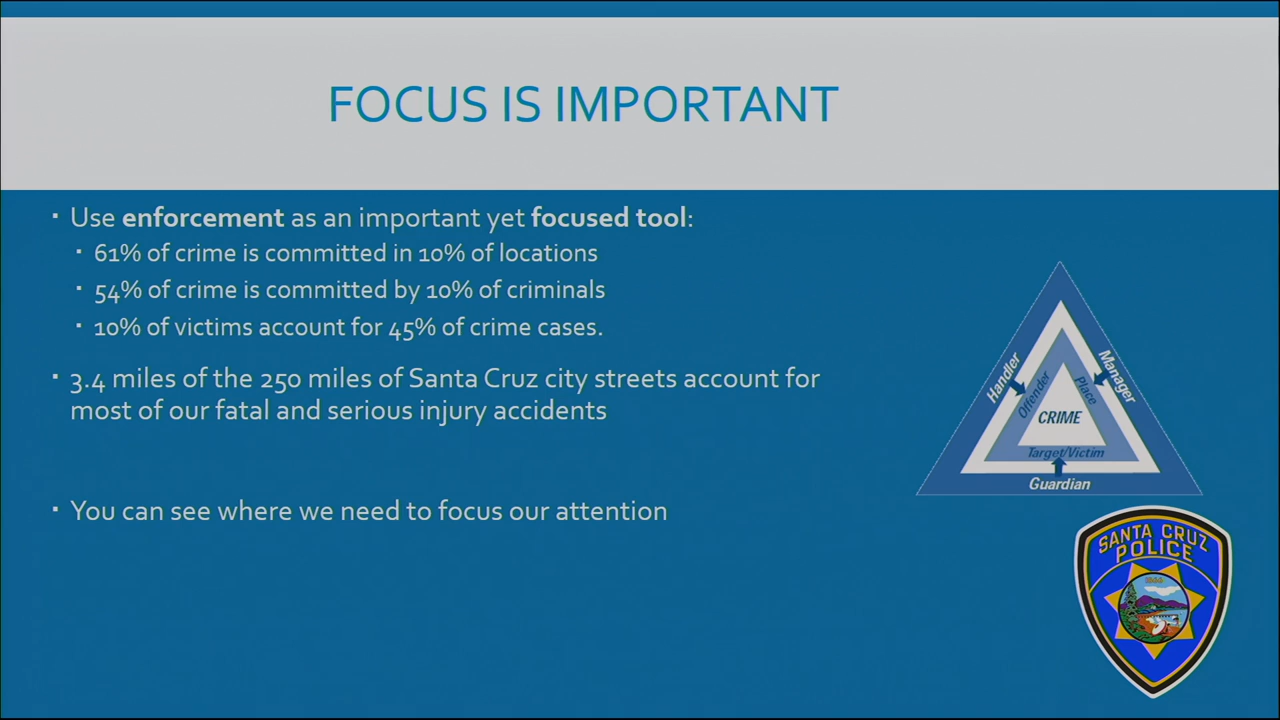 FOCUS IS IMPORTANT
▪ Use enforcement as an important yet focused tool:
▪ 61% of crime is committed in 10% of locations
▪ 54% of crime is committed by 10% of criminals
▪ 10% of victims account for 45% of crime cases.
▪ 3.4 miles of the 250 miles of Santa Cruz city streets account for
most of our fatal and serious injury accidents
▪ You can see where we need to focus our attention
Handler
Manager
Offender
Place
CRIME
Target/Victim
Guardian
SANTA CRUZ
POLICE